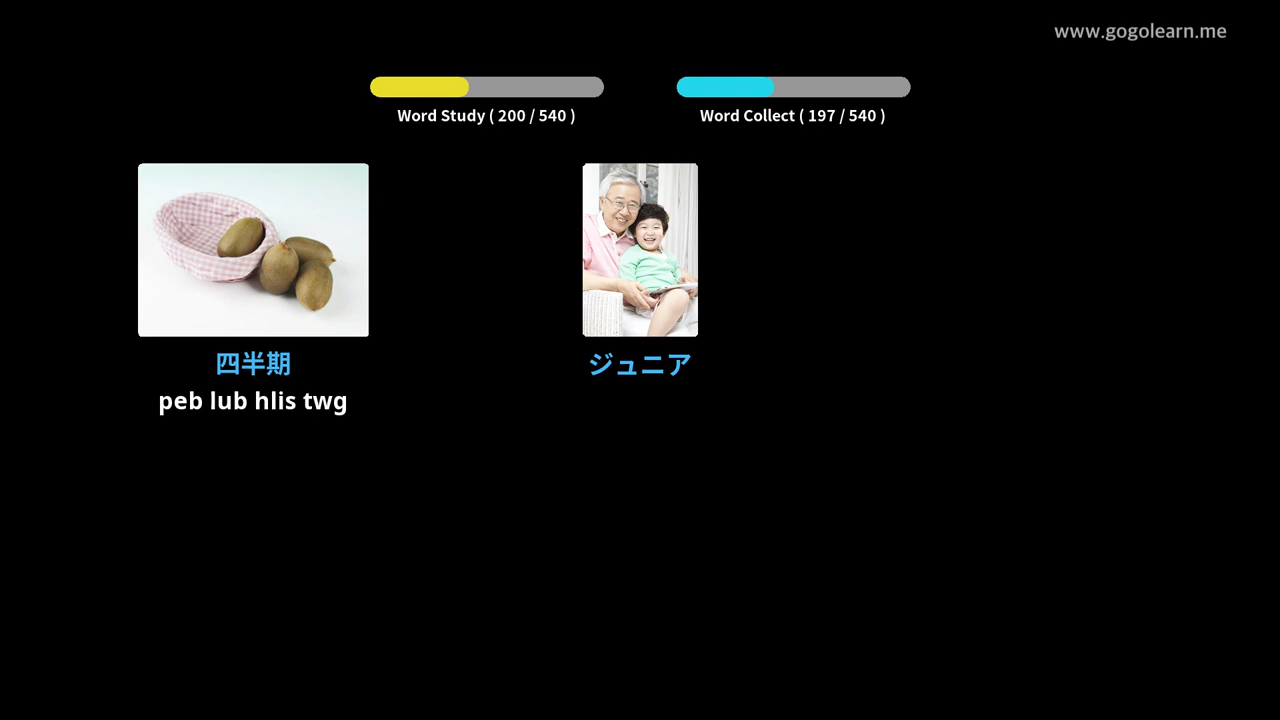 www.gogolearn.me
Word Study ( 200 / 540 )
Word Collect ( 197 / 540 )
四半期
peb lub hlis twg
ジュニア